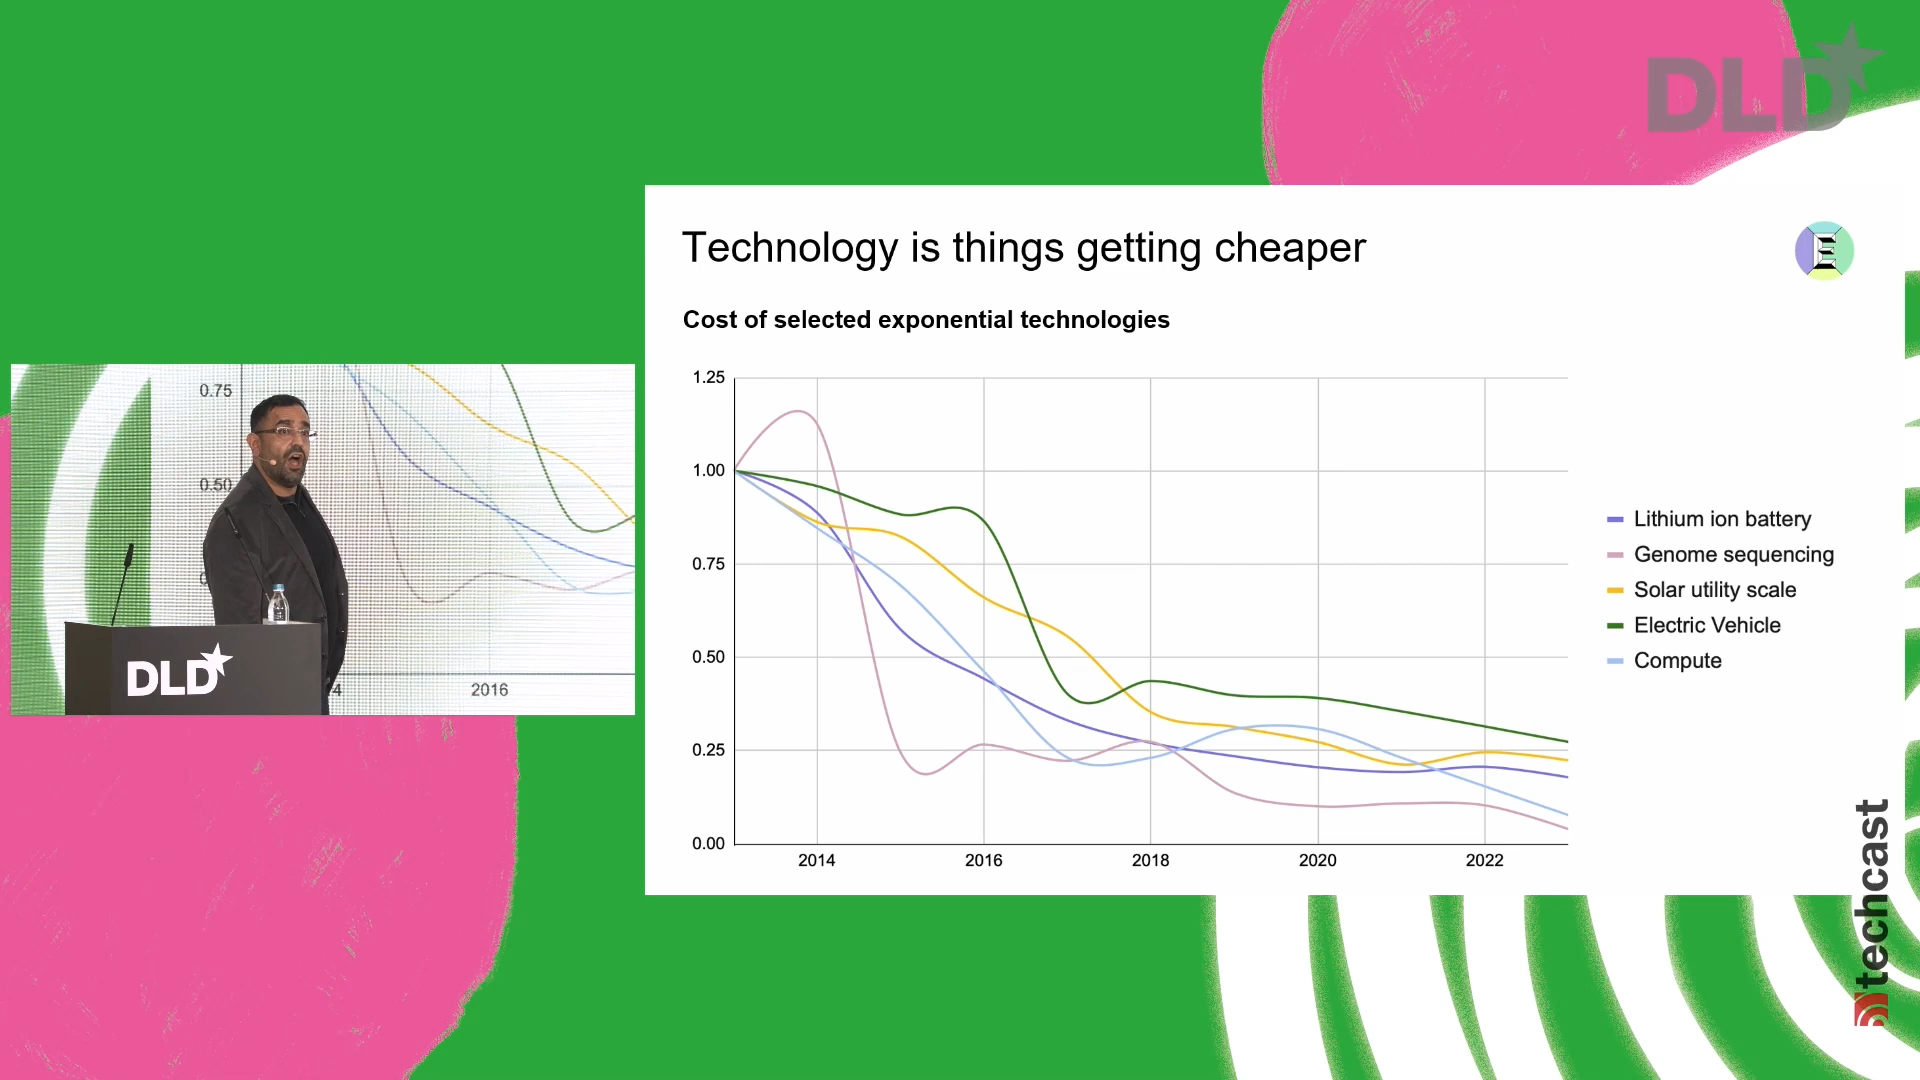 DLD
Technology is things getting cheaper
E
Cost of selected exponential technologies
1.25
1.00
0.75
0.50
0.25
0.00
2014
2016
2018
2020
2022
Lithium ion battery
Genome sequencing
Solar utility scale
Electric Vehicle
Compute
0.75
0.50
4
2016
DLD
techcast